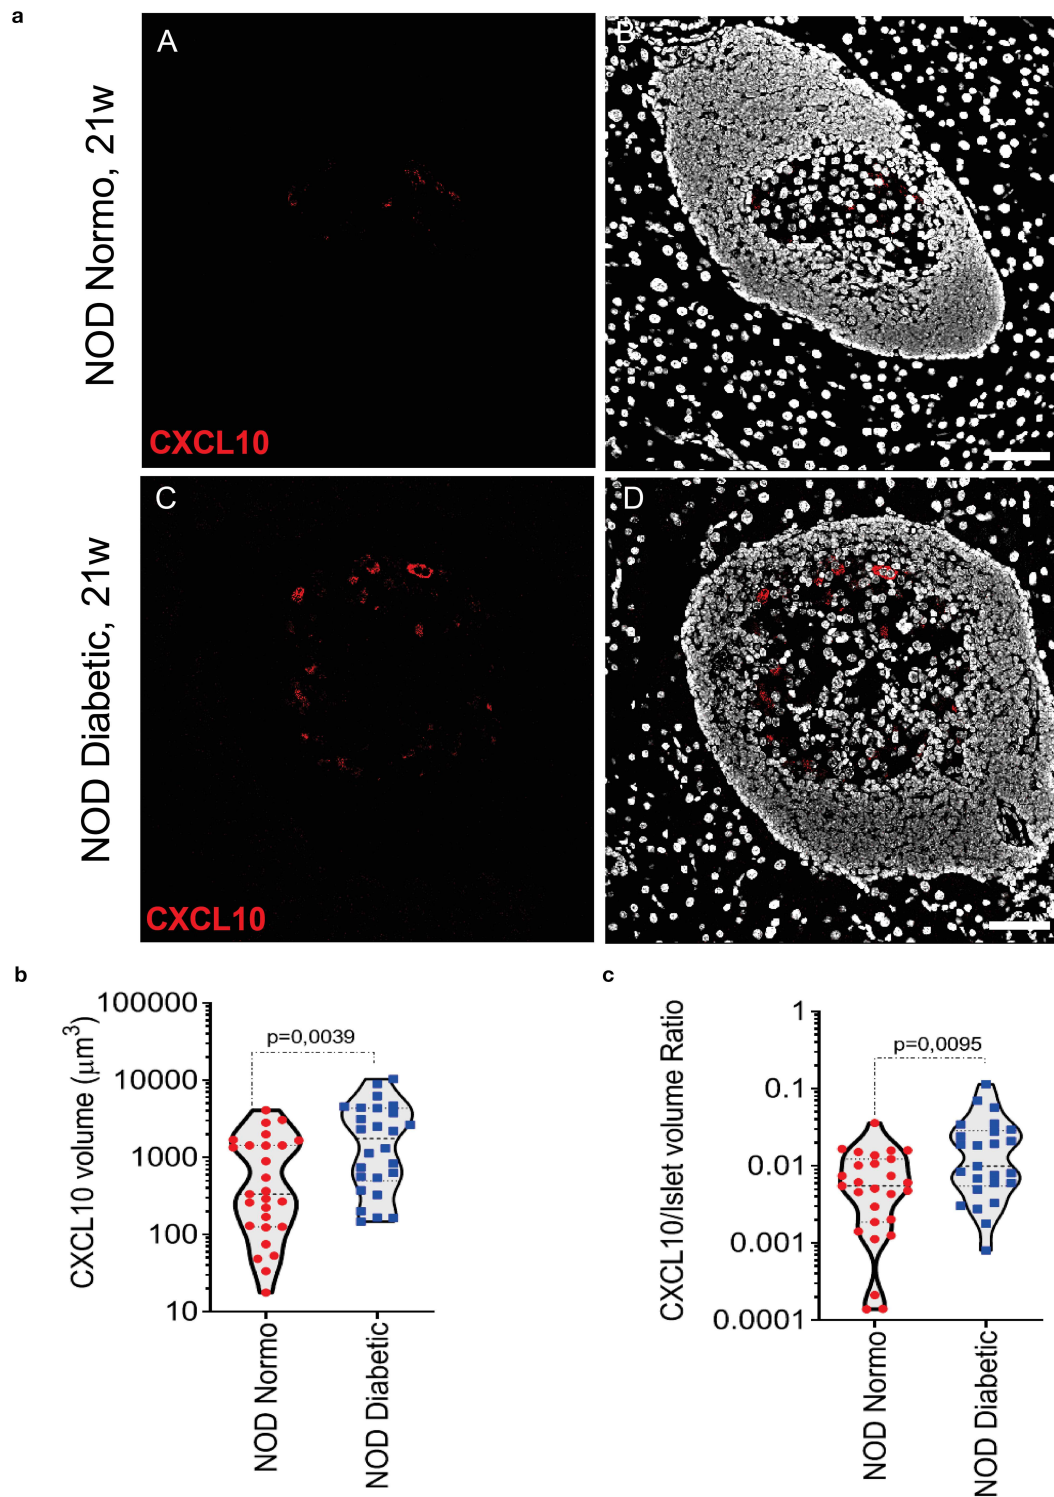 a
A
B
NOD Normo, 21w
CXCL10
C
D
NOD Diabetic, 21w
CXCL10
b
CXCL10 volume (µm³)
100000
10000
1000
100
10
p=0,0039
NOD Normo
NOD Diabetic
c
CXCL10/Islet volume Ratio
1
0.1
0.01
0.001
0.0001
p=0,0095
NOD Normo
NOD Diabetic